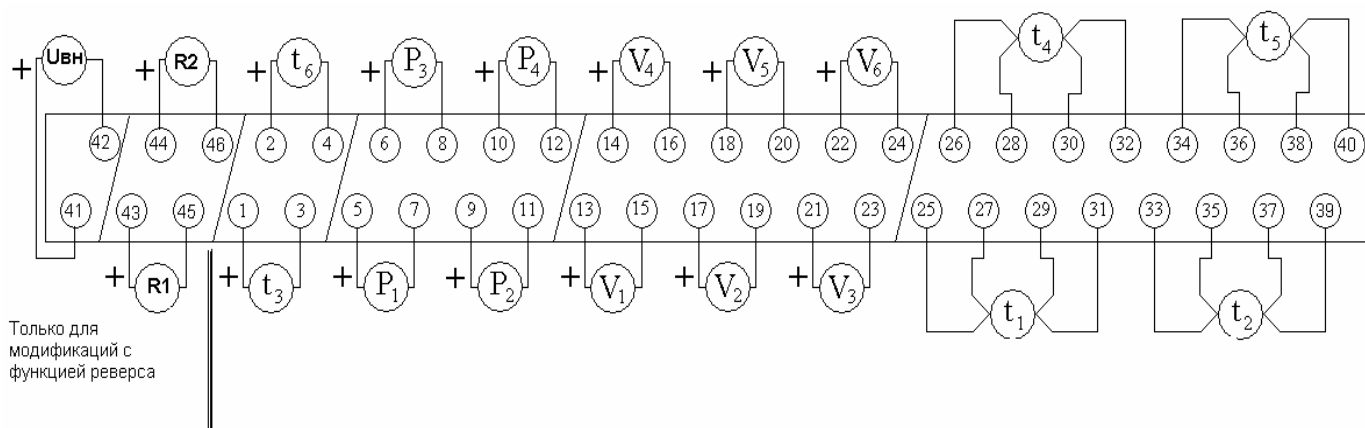 + Uвн + R2 + t6 + P3 + P4 + V4 + V5 + V6 t4 t5
42 44 46 2 4 6 8 10 12 14 16 18 20 22 24 26 28 30 32 34 36 38 40
41 43 45 1 3 5 7 9 11 13 15 17 19 21 23 25 27 29 31 33 35 37 39
+ R1 + t3 + P1 + P2 + V1 + V2 + V3 t1 t2
Только для
модификаций с
функцией реверса